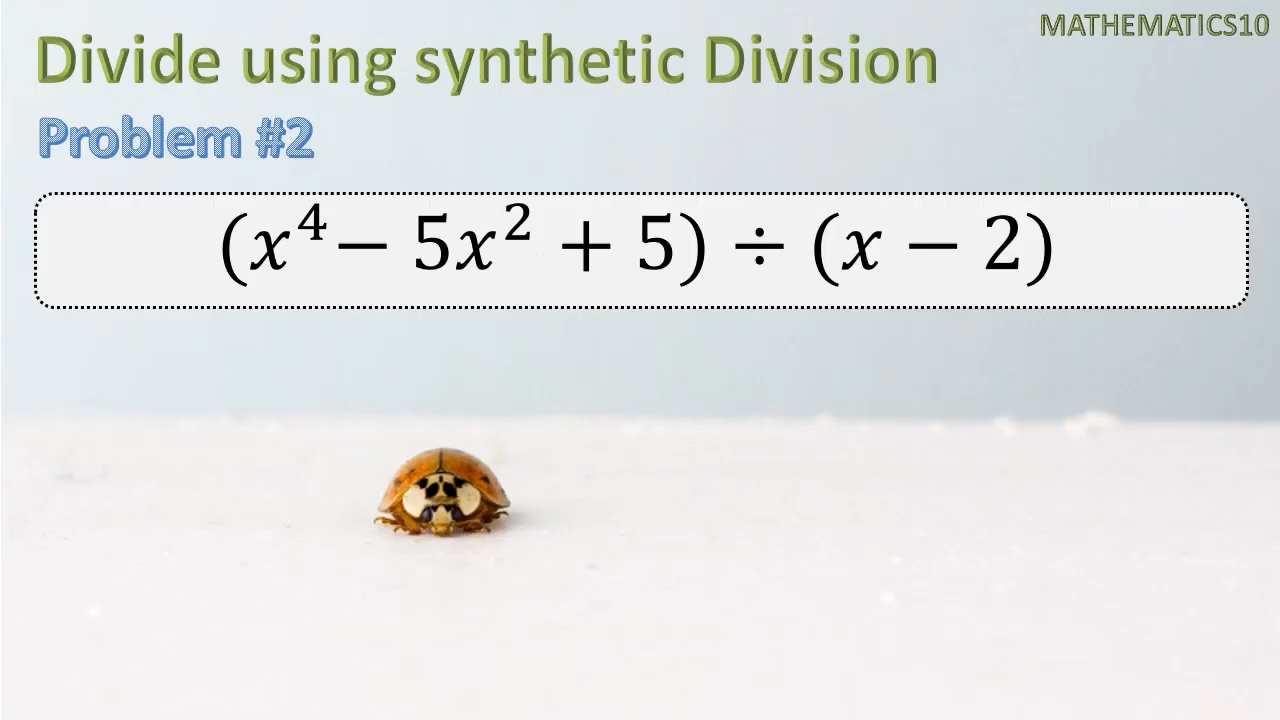 MATHEMATICS10
Divide using synthetic Division
Problem #2
(x⁴− 5x² + 5) ÷ (x − 2)